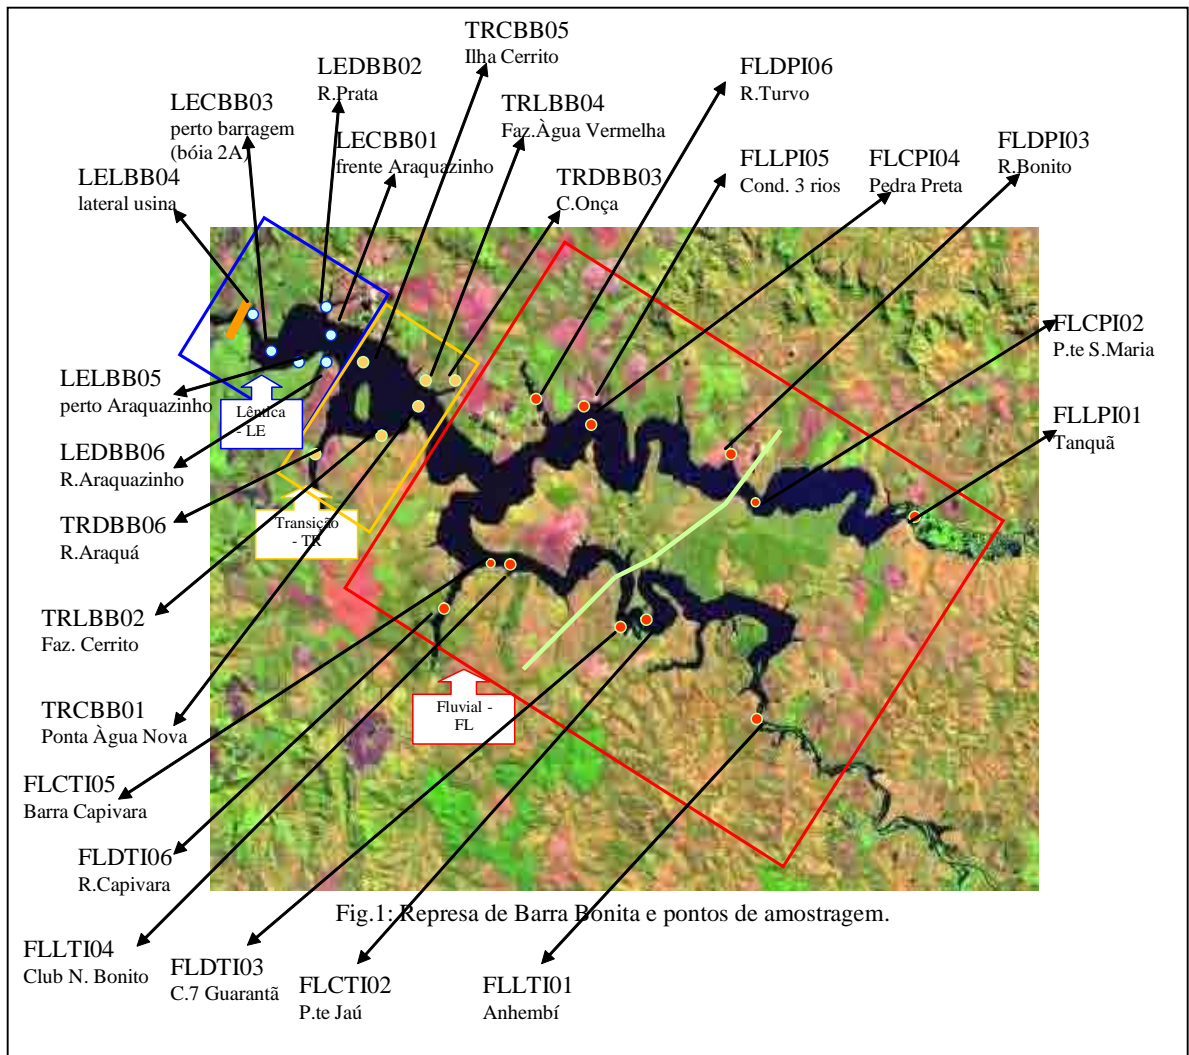 TRCBB05
Ilha Cerrito
LEDBB02
R.Prata
FLDPI06
R.Turvo
LECBB03
perto barragem
(bóia 2A)
TRLBB04
Faz.Àgua Vermelha
LECBB01
frente Araquazinho
FLDPI03
R.Bonito
FLLPI05
Cond. 3 rios
FLCPI04
Pedra Preta
TRDBB03
C.Onça
LELBB04
lateral usina
FLCPI02
P.te S.Maria
LELBB05
perto Araquazinho
Lêntica
- LE
FLLPI01
Tanquã
LEDBB06
R.Araquazinho
TRDBB06
R.Araquá
Transição
- TR
TRLBB02
Faz. Cerrito
TRCBB01
Ponta Àgua Nova
Fluvial -
FL
FLCTI05
Barra Capivara
FLDTI06
R.Capivara
Fig.1: Represa de Barra Bonita e pontos de amostragem.
FLLTI04
Club N. Bonito
FLDTI03
C.7 Guarantã
FLCTI02
P.te Jaú
FLLTI01
Anhembí